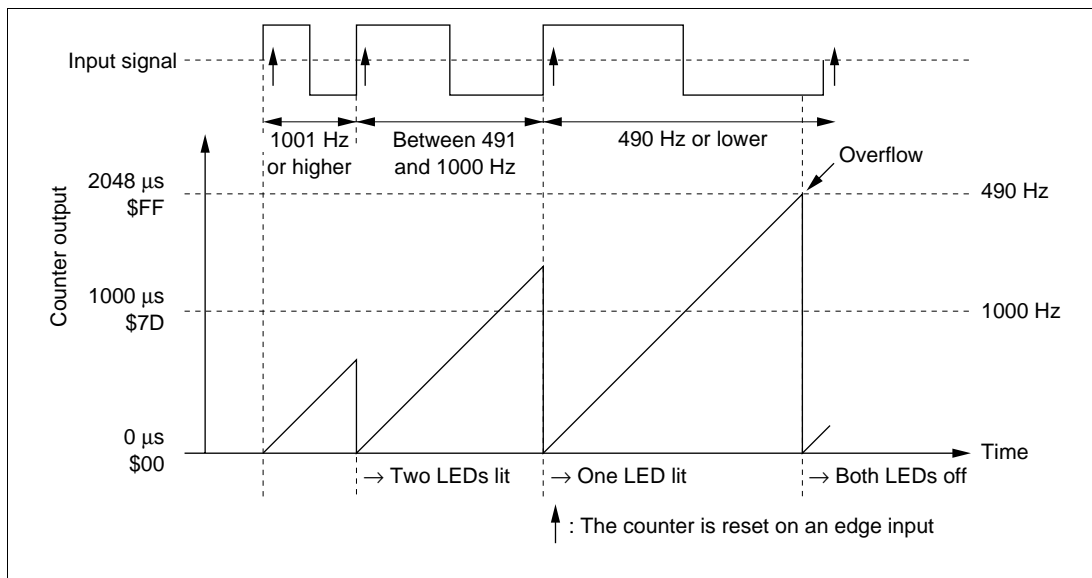 Input signal
1001 Hz
or higher
Between 491
and 1000 Hz
490 Hz or lower
Overflow
Counter output
2048 µs
$FF
490 Hz
1000 µs
$7D
1000 Hz
0 µs
$00
Time
→ Two LEDs lit
→ One LED lit
→ Both LEDs off
: The counter is reset on an edge input